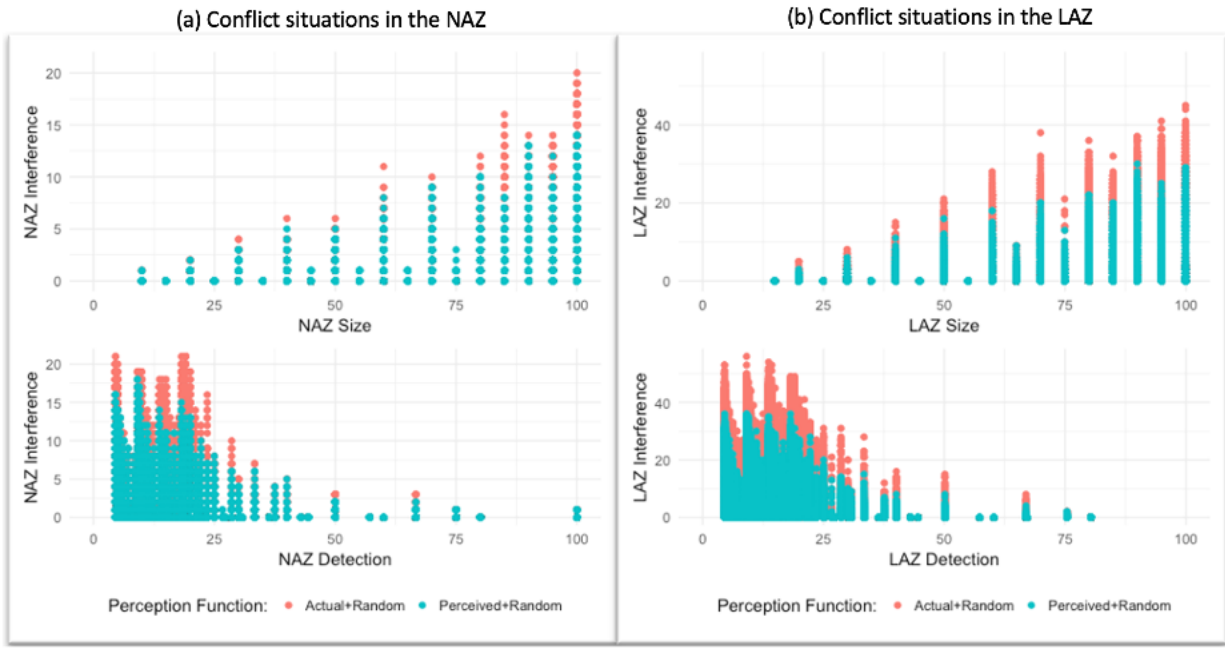 (a) Conflict situations in the NAZ
NAZ Interference
20
15
10
5
0
0 25 50 75 100
NAZ Size
NAZ Interference
20
15
10
5
0
0 25 50 75 100
NAZ Detection
Perception Function: Actual+Random Perceived+Random
(b) Conflict situations in the LAZ
LAZ Interference
40
20
0
0 25 50 75 100
LAZ Size
LAZ Interference
40
20
0
0 25 50 75 100
LAZ Detection
Perception Function: Actual+Random Perceived+Random